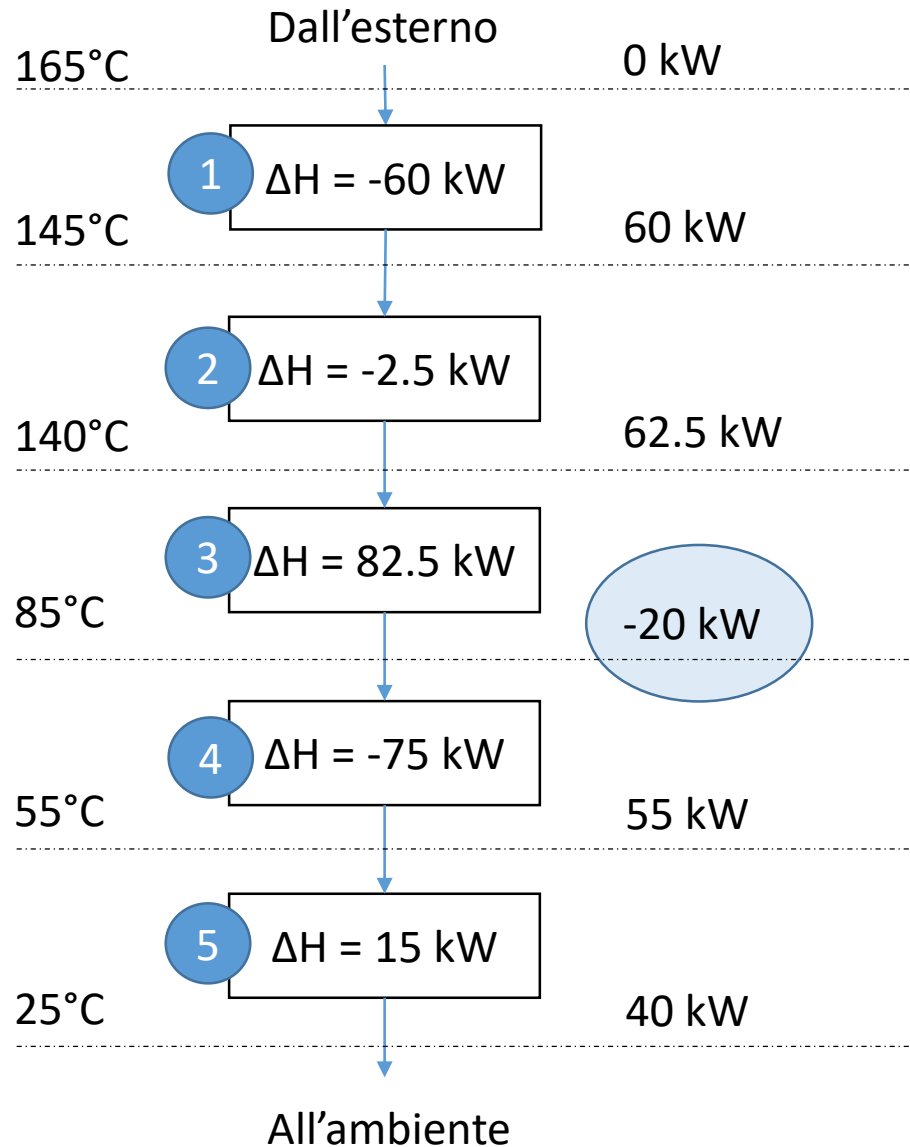 Dall'esterno
165°C
0 kW
1
ΔH = -60 kW
145°C
60 kW
2
ΔH = -2.5 kW
140°C
62.5 kW
3
ΔH = 82.5 kW
85°C
-20 kW
4
ΔH = -75 kW
55°C
55 kW
5
ΔH = 15 kW
25°C
40 kW
All'ambiente